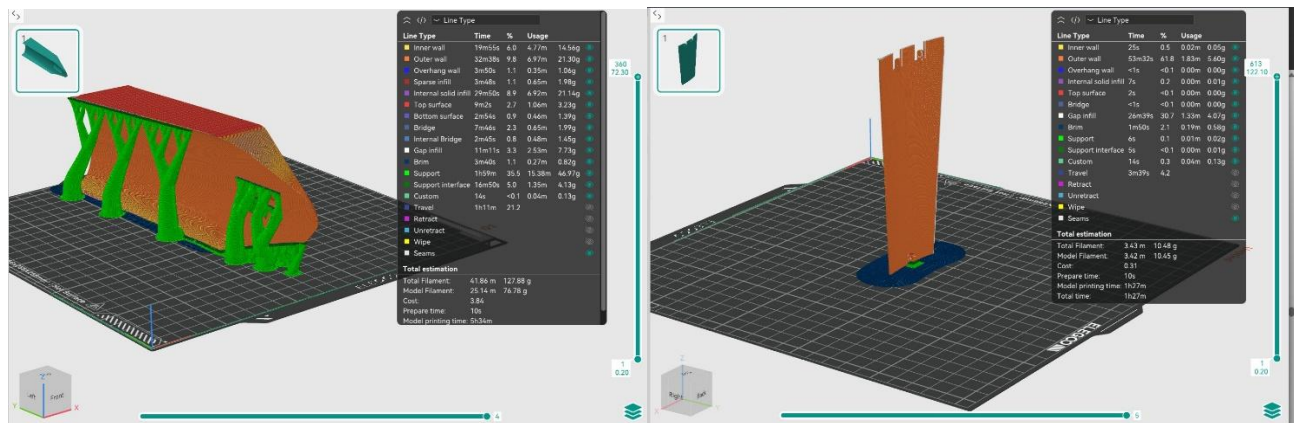 1
Line Type
Line Type Time % Usage
Inner wall 19m55s 6.0 4.77m 14.56g
Outer wall 32m38s 9.8 6.97m 21.30g
Overhang wall 3m50s 1.1 0.35m 1.06g
Sparse infill 3m48s 1.1 0.65m 1.98g
Internal solid infill 29m50s 8.9 6.92m 21.14g
Top surface 9m2s 2.7 1.06m 3.23g
Bottom surface 2m54s 0.9 0.46m 1.39g
Bridge 7m46s 2.3 0.65m 1.99g
Internal Bridge 2m45s 0.8 0.48m 1.45g
Gap infill 11m11s 3.3 2.53m 7.73g
Brim 3m40s 1.1 0.27m 0.82g
Support 1h59m 35.5 15.38m 46.97g
Support interface 16m50s 5.0 1.35m 4.13g
Custom 14s <0.1 0.04m 0.13g
Travel 1h11m 21.2
Retract
Unretract
Wipe
Seams
Total estimation
Total Filament: 41.86 m 127.88 g
Model Filament: 25.14 m 76.78 g
Cost: 3.84
Prepare time: 10s
Model printing time: 5h34m
360
72.30
1
0.20
Z
Front
Y
X
4
1
Line Type
Line Type Time % Usage
Inner wall 25s 0.5 0.02m 0.05g
Outer wall 53m32s 61.8 1.83m 5.60g
Overhang wall <1s <0.1 0.00m 0.00g
Internal solid infill 7s 0.2 0.00m 0.01g
Top surface 2s <0.1 0.00m 0.00g
Bridge <1s <0.1 0.00m 0.00g
Gap infill 26m39s 30.7 1.33m 4.07g
Brim 1m50s 2.1 0.19m 0.58g
Support 6s 0.1 0.01m 0.02g
Support interface 5s <0.1 0.00m 0.01g
Custom 14s 0.3 0.04m 0.13g
Travel 3m39s 4.2
Retract
Unretract
Wipe
Seams
Total estimation
Total Filament: 3.43 m 10.48 g
Model Filament: 3.42 m 10.45 g
Cost: 0.31
Prepare time: 10s
Model printing time: 1h27m
Total time: 1h27m
613
122.10
1
0.20
ELEGOO
Z
Right
X
Y
5